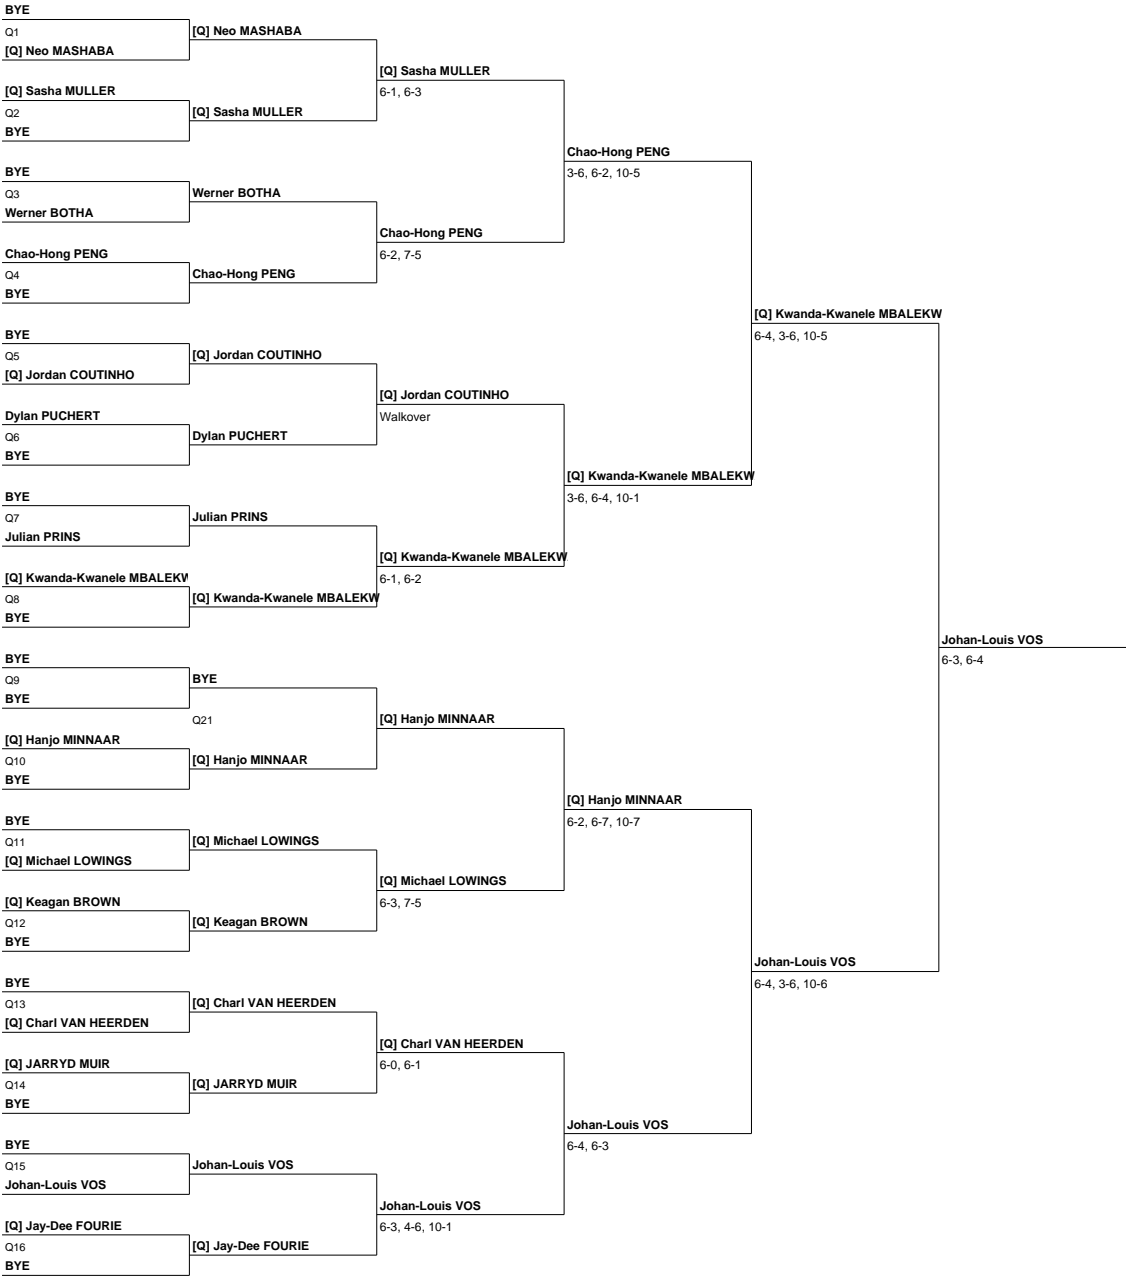 BYE
Q1
[Q] Neo MASHABA
[Q] Sasha MULLER
Q2
BYE
BYE
Q3
Werner BOTHA
Chao-Hong PENG
Q4
BYE
BYE
Q5
[Q] Jordan COUTINHO
Dylan PUCHERT
Q6
BYE
BYE
Q7
Julian PRINS
[Q] Kwanda-Kwanele MBALEKW
Q8
BYE
BYE
Q9
BYE
[Q] Hanjo MINNAAR
Q10
BYE
BYE
Q11
[Q] Michael LOWINGS
[Q] Keagan BROWN
Q12
BYE
BYE
Q13
[Q] Charl VAN HEERDEN
[Q] JARRYD MUIR
Q14
BYE
BYE
Q15
Johan-Louis VOS
[Q] Jay-Dee FOURIE
Q16
BYE
[Q] Neo MASHABA
[Q] Sasha MULLER
Werner BOTHA
Chao-Hong PENG
[Q] Jordan COUTINHO
Dylan PUCHERT
Julian PRINS
[Q] Kwanda-Kwanele MBALEKW
BYE
Q21
[Q] Hanjo MINNAAR
[Q] Michael LOWINGS
[Q] Keagan BROWN
[Q] Charl VAN HEERDEN
[Q] JARRYD MUIR
Johan-Louis VOS
[Q] Jay-Dee FOURIE
[Q] Sasha MULLER
6-1, 6-3
Chao-Hong PENG
6-2, 7-5
[Q] Jordan COUTINHO
Walkover
[Q] Kwanda-Kwanele MBALEKW
6-1, 6-2
[Q] Hanjo MINNAAR
[Q] Michael LOWINGS
6-3, 7-5
[Q] Charl VAN HEERDEN
6-0, 6-1
Johan-Louis VOS
6-3, 4-6, 10-1
Chao-Hong PENG
3-6, 6-2, 10-5
[Q] Kwanda-Kwanele MBALEKW
3-6, 6-4, 10-1
[Q] Hanjo MINNAAR
6-2, 6-7, 10-7
Johan-Louis VOS
6-4, 6-3
[Q] Kwanda-Kwanele MBALEKW
6-4, 3-6, 10-5
Johan-Louis VOS
6-4, 3-6, 10-6
Johan-Louis VOS
6-3, 6-4